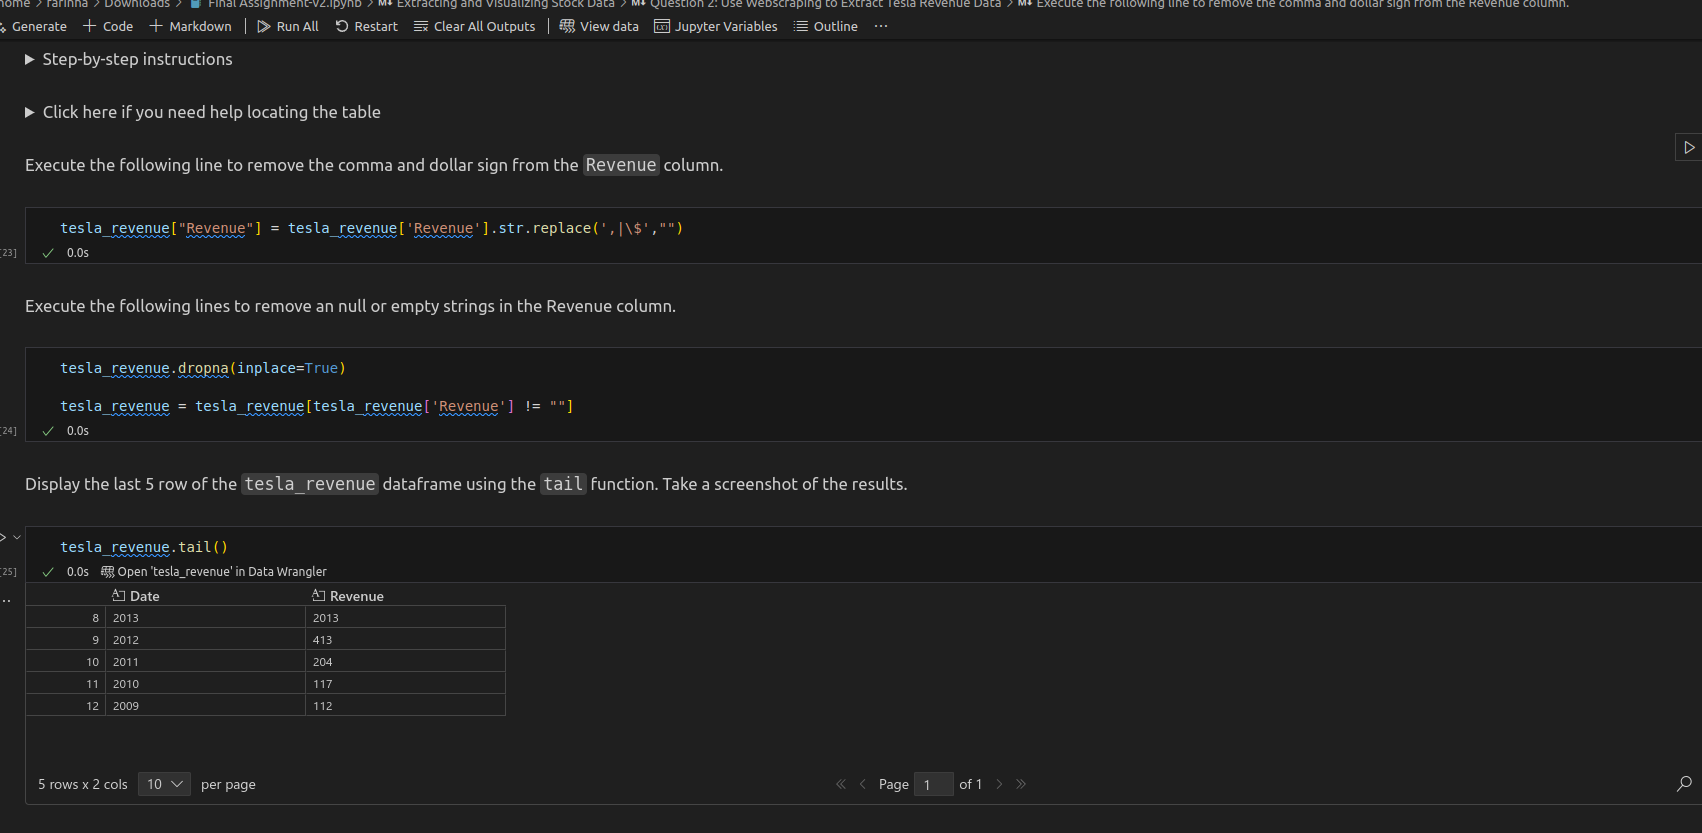 home > farinna > Downloads > Final Assignment-V2.ipynb > M↓ Extracting and Visualizing Stock Data > M↓ Question 2: Use Webscraping to Extract Tesla Revenue Data > M↓ Execute the following line to remove the comma and dollar sign from the Revenue column.
Generate + Code + Markdown | Run All Restart Clear All Outputs | View data Jupyter Variables Outline ...
Step-by-step instructions
Click here if you need help locating the table
Execute the following line to remove the comma and dollar sign from the Revenue column.
tesla_revenue["Revenue"] = tesla_revenue['Revenue'].str.replace(',|\$',"")
[23] ✓ 0.0s
Execute the following lines to remove an null or empty strings in the Revenue column.
tesla_revenue.dropna(inplace=True)
tesla_revenue = tesla_revenue[tesla_revenue['Revenue'] != ""]
[24] ✓ 0.0s
Display the last 5 row of the tesla_revenue dataframe using the tail function. Take a screenshot of the results.
tesla_revenue.tail()
[25] ✓ 0.0s Open 'tesla_revenue' in Data Wrangler
Date Revenue
8 2013 2013
9 2012 413
10 2011 204
11 2010 117
12 2009 112
5 rows x 2 cols 10 per page « < Page 1 of 1 > »